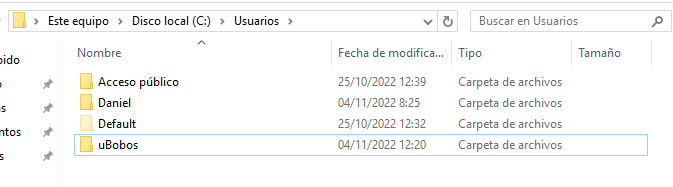 Este equipo > Disco local (C:) > Usuarios >
Buscar en Usuarios
Nombre Fecha de modifica... Tipo Tamaño
pido
Acceso público 25/10/2022 12:39 Carpeta de archivos
Daniel 04/11/2022 8:25 Carpeta de archivos
as
Default 25/10/2022 12:32 Carpeta de archivos
ntos
uBobos 04/11/2022 12:20 Carpeta de archivos
s